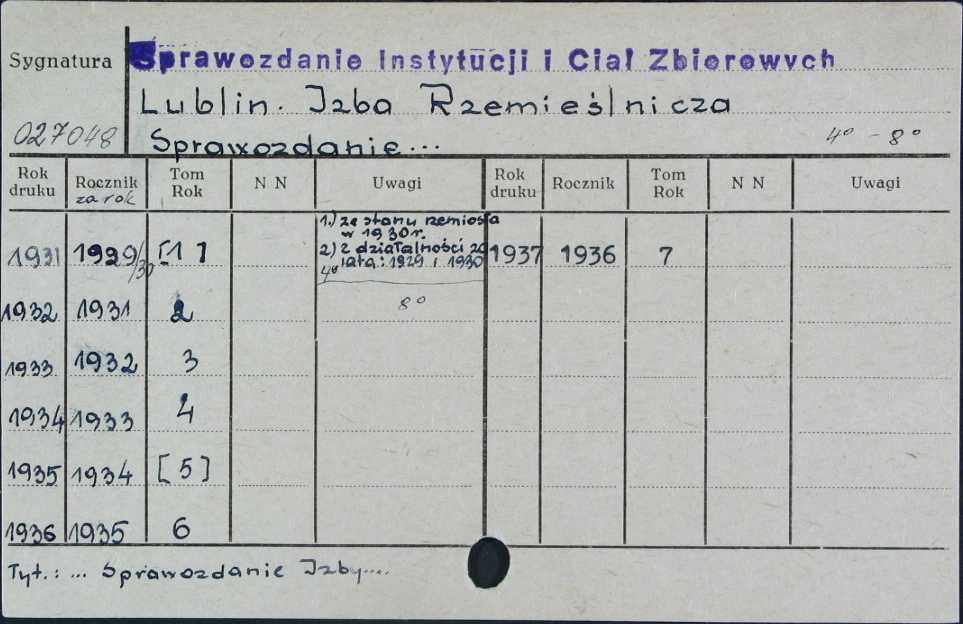 Sygnatura
Sprawozdanie Instytucji i Ciał Zbiorowych
Lublin. Izba Rzemieślnicza
027048
Sprawozdanie...
4° - 8°
Rok druku Rocznik za rok Tom Rok N N Uwagi Rok druku Rocznik Tom Rok N N Uwagi
1.) ze stanu rzemiosła
w 1930 r.
2) z działalności za
lata: 1929 i 1930
4°
1931 1929/30 [1] 1937 1936 7
1932 1931 2 8°
1933 1932 3
1934 1933 4
1935 1934 [5]
1936 1935 6
Tyt.: ... Sprawozdanie Izby....